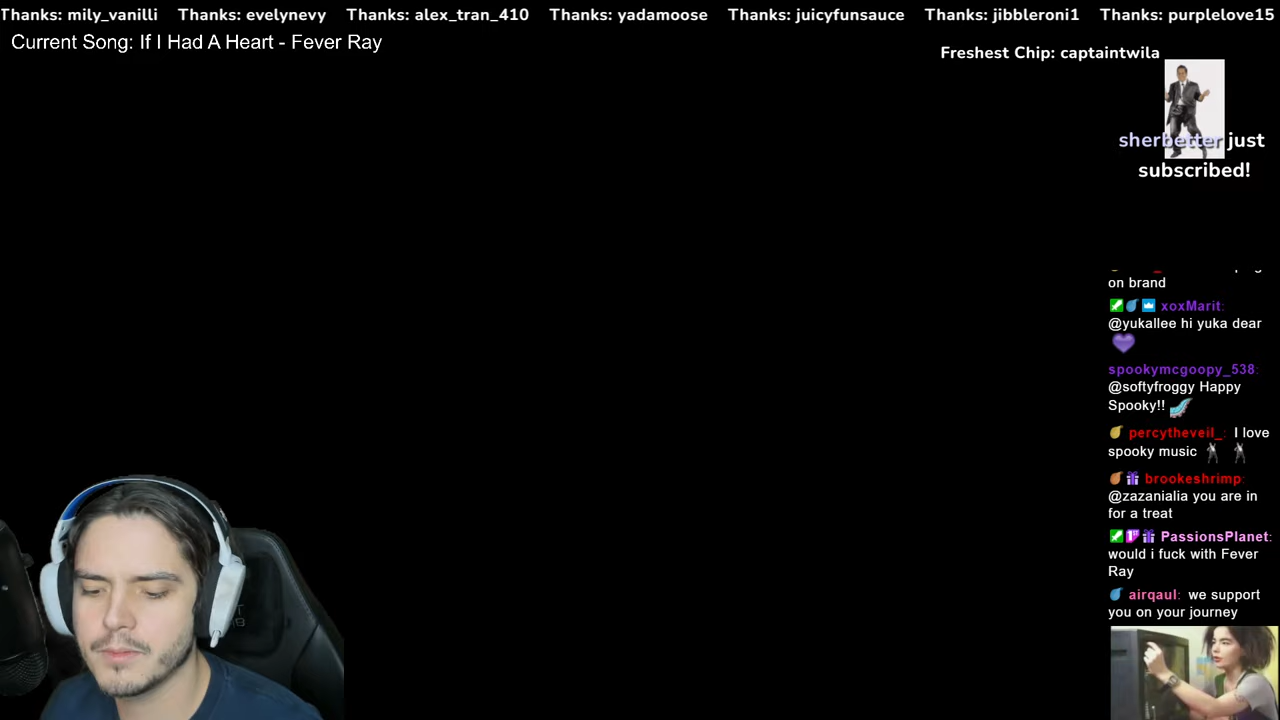 Thanks: mily_vanilli Thanks: evelynevy Thanks: alex_tran_410 Thanks: yadamoose Thanks: juicyfunsauce Thanks: jibbleroni1 Thanks: purplelove15
Current Song: If I Had A Heart - Fever Ray
Freshest Chip: captaintwila
sherbetter just
subscribed!
on brand
xoxMarit:
@yukallee hi yuka dear
spookymcgoopy_538:
@softyfroggy Happy
Spooky!!
percytheveil_: I love
spooky music
brookeshrimp:
@zazanialia you are in
for a treat
PassionsPlanet:
would i fuck with Fever
Ray
airqaul: we support
you on your journey